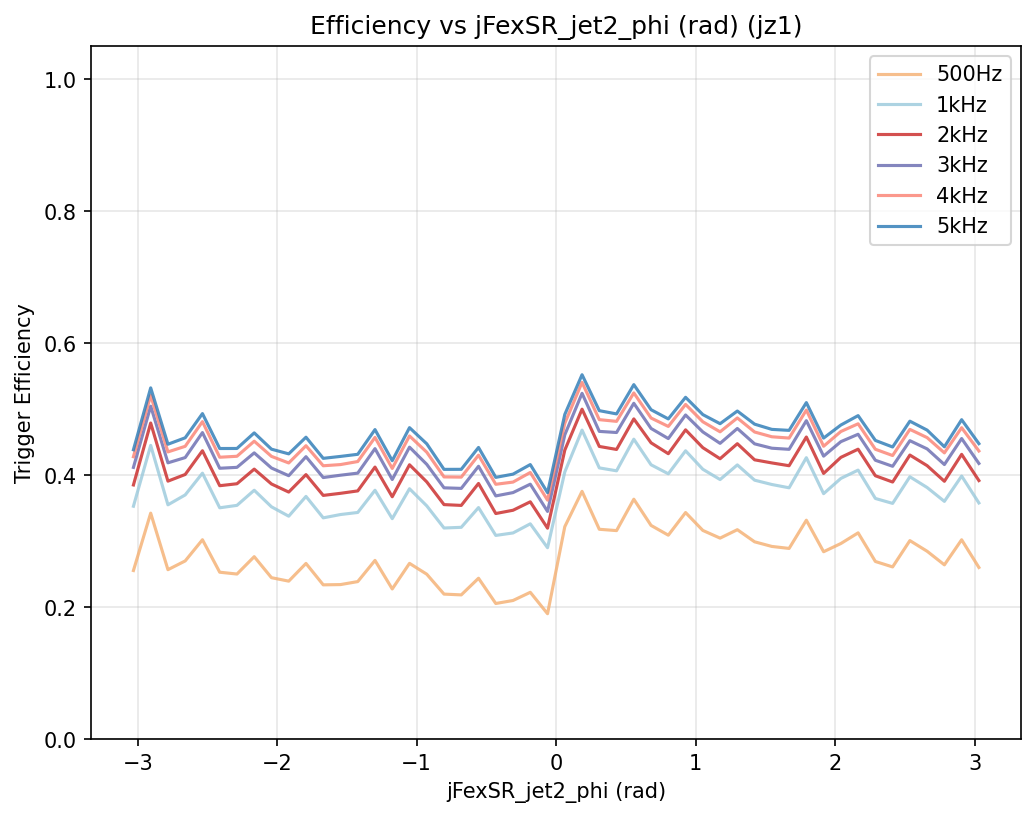 Efficiency vs jFexSR_jet2_phi (rad) (jz1)
500Hz
1kHz
2kHz
3kHz
4kHz
5kHz
Trigger Efficiency
1.0
0.8
0.6
0.4
0.2
0.0
−3
−2
−1
0
1
2
3
jFexSR_jet2_phi (rad)